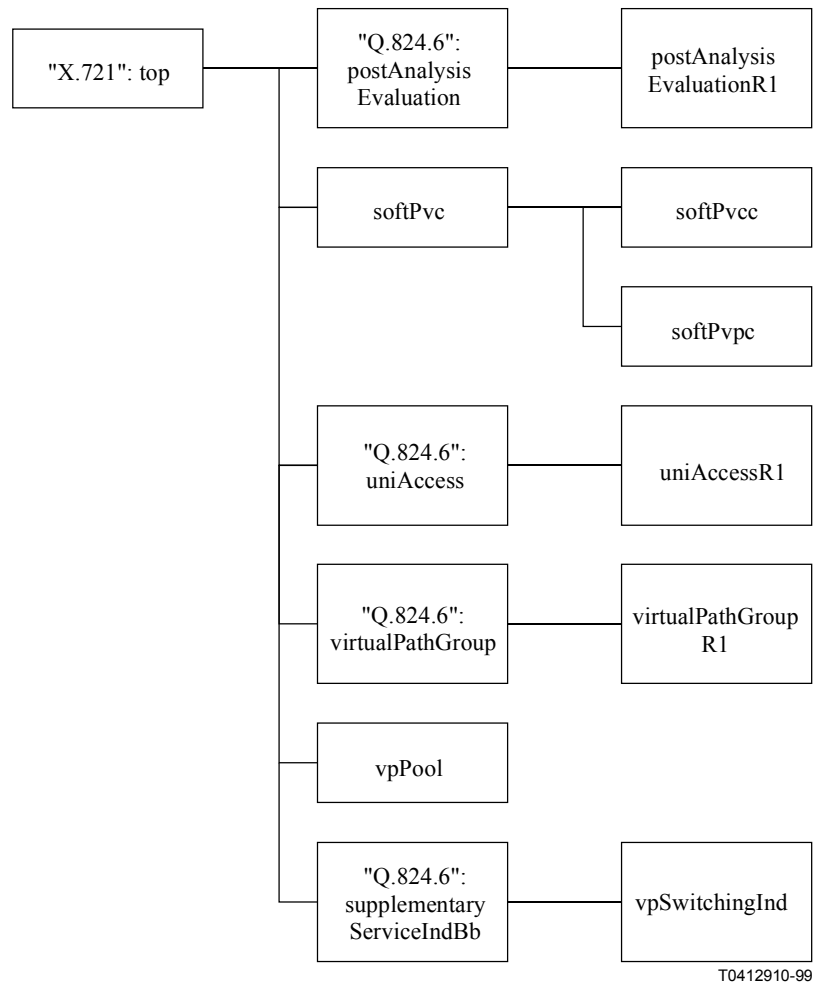 "X.721": top
"Q.824.6":
postAnalysis
Evaluation
postAnalysis
EvaluationR1
softPvc
softPvcc
softPvpc
"Q.824.6":
uniAccess
uniAccessR1
"Q.824.6":
virtualPathGroup
virtualPathGroup
R1
vpPool
"Q.824.6":
supplementary
ServiceIndBb
vpSwitchingInd
T0412910-99